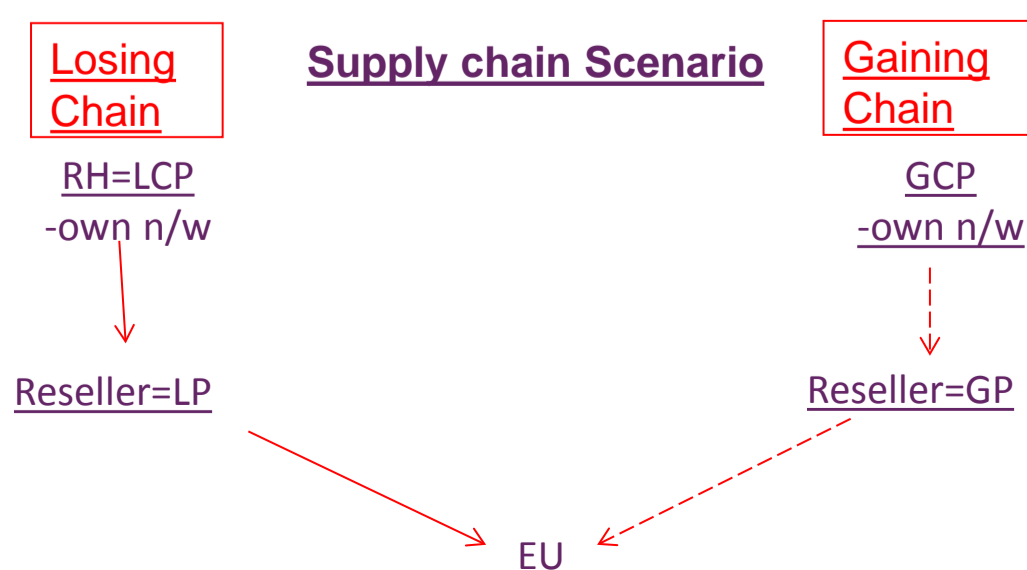 Losing
Chain
Supply chain Scenario
Gaining
Chain
RH=LCP
-own n/w
GCP
-own n/w
Reseller=LP
Reseller=GP
EU